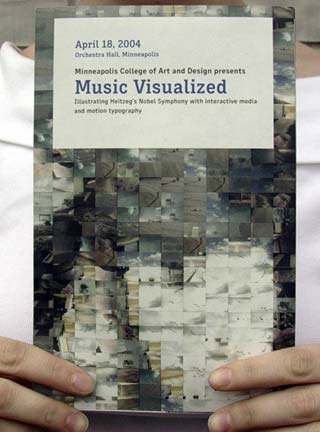 April 18, 2004
Orchestra Hall, Minneapolis
Minneapolis College of Art and Design presents
Music Visualized
Illustrating Heitzeg's Nobel Symphony with interactive media
and motion typography